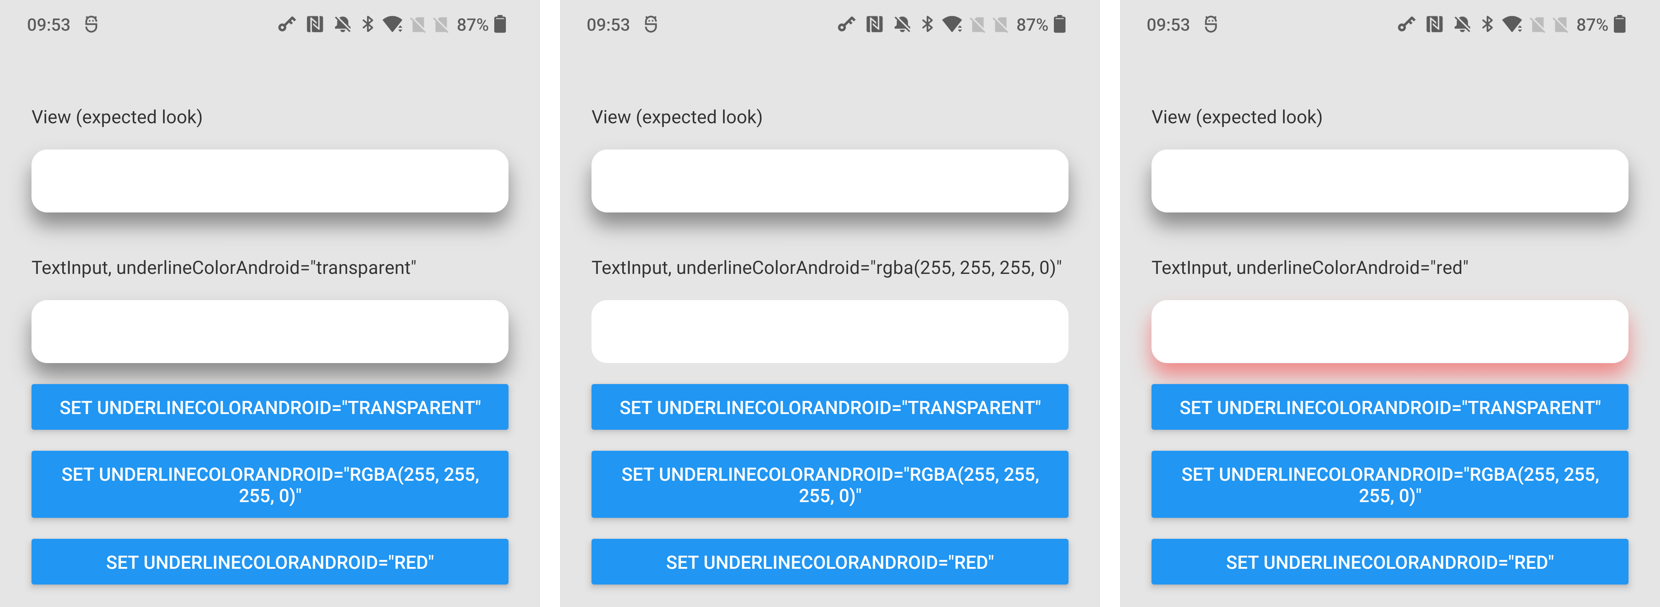 09:53 87%
View (expected look)
TextInput, underlineColorAndroid="transparent"
SET UNDERLINECOLORANDROID="TRANSPARENT"
SET UNDERLINECOLORANDROID="RGBA(255, 255,
255, 0)"
SET UNDERLINECOLORANDROID="RED"
09:53 87%
View (expected look)
TextInput, underlineColorAndroid="rgba(255, 255, 255, 0)"
SET UNDERLINECOLORANDROID="TRANSPARENT"
SET UNDERLINECOLORANDROID="RGBA(255, 255,
255, 0)"
SET UNDERLINECOLORANDROID="RED"
09:53 87%
View (expected look)
TextInput, underlineColorAndroid="red"
SET UNDERLINECOLORANDROID="TRANSPARENT"
SET UNDERLINECOLORANDROID="RGBA(255, 255,
255, 0)"
SET UNDERLINECOLORANDROID="RED"